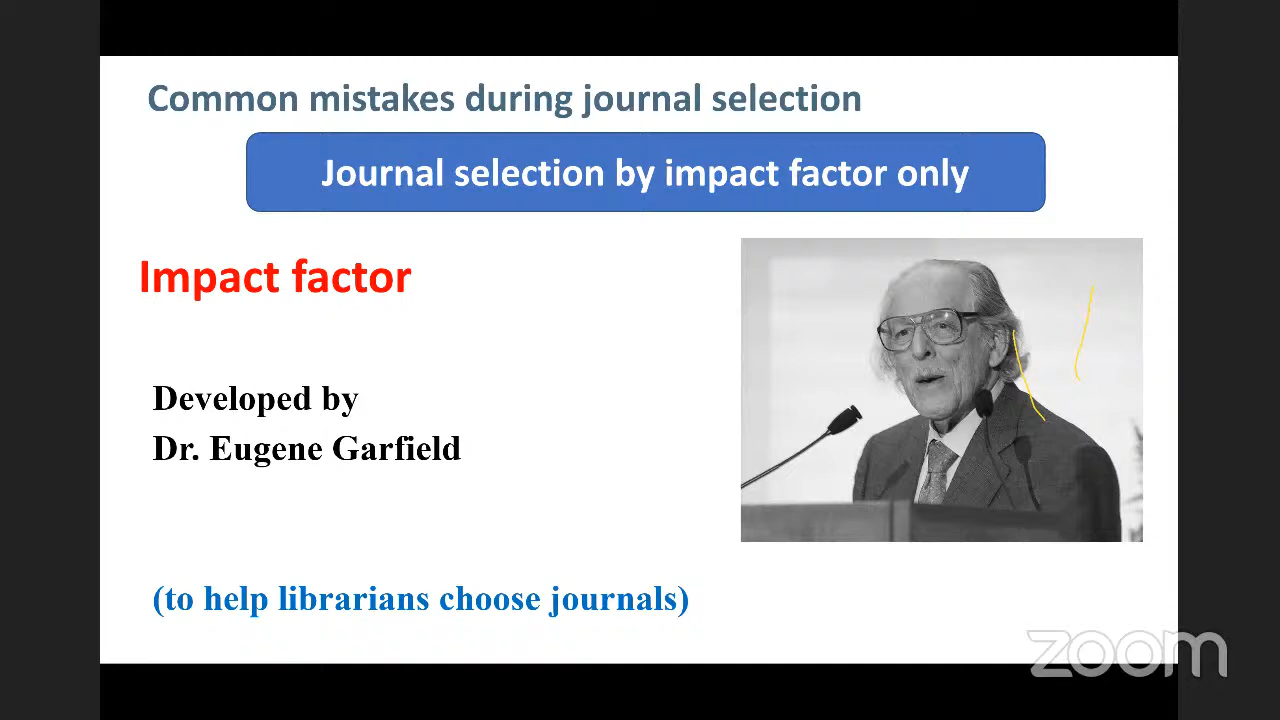 Common mistakes during journal selection
Journal selection by impact factor only
Impact factor
Developed by
Dr. Eugene Garfield
(to help librarians choose journals)
zoom